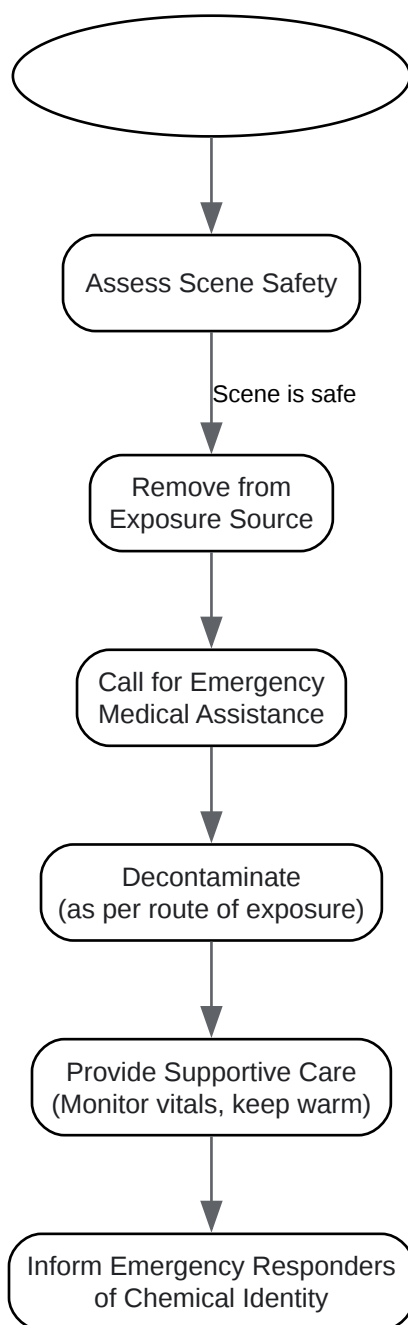 Assess Scene Safety
Scene is safe
Remove from
Exposure Source
Call for Emergency
Medical Assistance
Decontaminate
(as per route of exposure)
Provide Supportive Care
(Monitor vitals, keep warm)
Inform Emergency Responders
of Chemical Identity